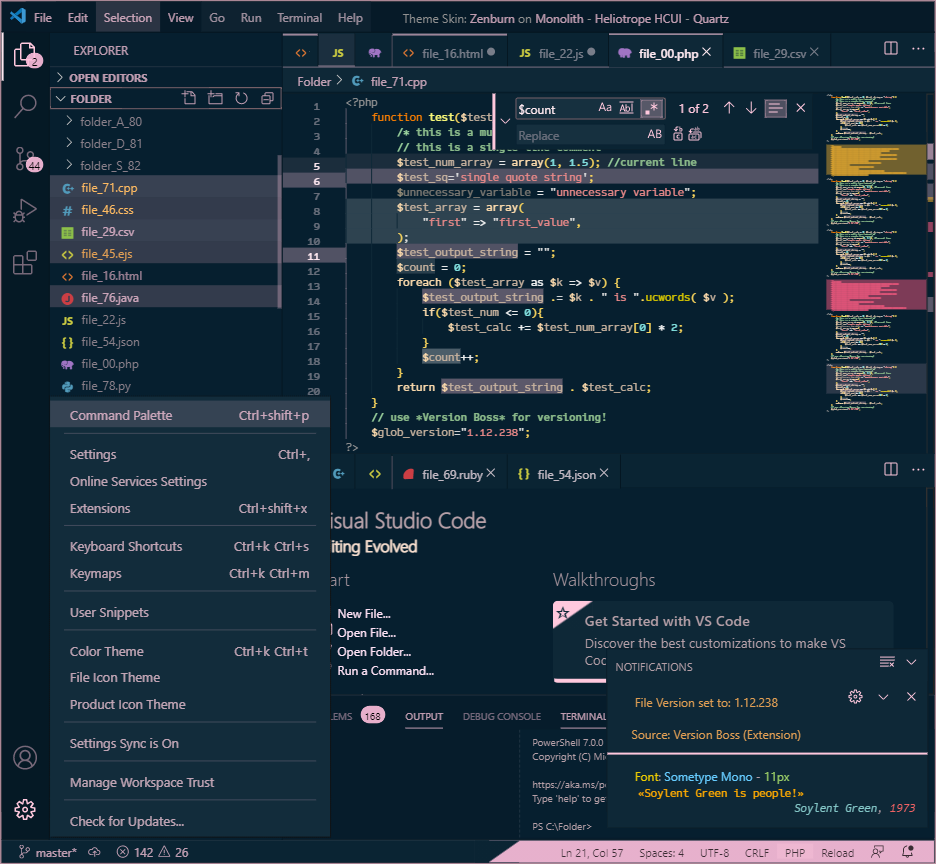 File Edit Selection View Go Run Terminal Help Theme Skin: Zenburn on Monolith - Heliotrope HCUI - Quartz
2
EXPLORER
JS file_16.html file_22.js file_00.php file_29.csv
OPEN EDITORS
Folder > file_71.cpp
FOLDER
folder_A_80
folder_D_81
folder_S_82
file_71.cpp
file_46.css
file_29.csv
file_45.ejs
file_16.html
file_76.java
JS file_22.js
{} file_54.json
file_00.php
file_78.py
44
$count Aa Abl .* 1 of 2
Replace AB
<?php
1 function test($test
2 /* this is a mu
3 // this is a single line comment
5 $test_num_array = array(1, 1.5); //current line
6 $test_sq='single quote string';
7 $unnecessary_variable = "unnecessary variable";
8 $test_array = array(
9 "first" => "first_value",
10 );
11 $test_output_string = "";
12 $count = 0;
13 foreach ($test_array as $k => $v) {
14 $test_output_string .= $k . " is ".ucwords( $v );
15 if($test_num <= 0){
16 $test_calc += $test_num_array[0] * 2;
17 }
18 $count++;
19 }
20 return $test_output_string . $test_calc;
}
// use *Version Boss* for versioning!
$glob_version="1.12.238";
?>
Command Palette Ctrl+shift+p
Settings Ctrl+,
Online Services Settings
Extensions Ctrl+shift+x
Keyboard Shortcuts Ctrl+k Ctrl+s
Keymaps Ctrl+k Ctrl+m
User Snippets
Color Theme Ctrl+k Ctrl+t
File Icon Theme
Product Icon Theme
Settings Sync is On
Manage Workspace Trust
Check for Updates...
file_69.ruby {} file_54.json
isual Studio Code
iting Evolved
art
New File...
Open File...
Open Folder...
Run a Command...
Walkthroughs
Get Started with VS Code
Discover the best customizations to make VS
Coc
NOTIFICATIONS
File Version set to: 1.12.238
Source: Version Boss (Extension)
Font: Sometype Mono - 11px
«Soylent Green is people!»
Soylent Green, 1973
LEMS 168 OUTPUT DEBUG CONSOLE TERMINAL
PowerShell 7.0.0
Copyright (C) Mi
https://aka.ms/p
Type 'help' to ge
PS C:\Folder>
master* 142 26 Ln 21, Col 57 Spaces: 4 UTF-8 CRLF PHP Reload